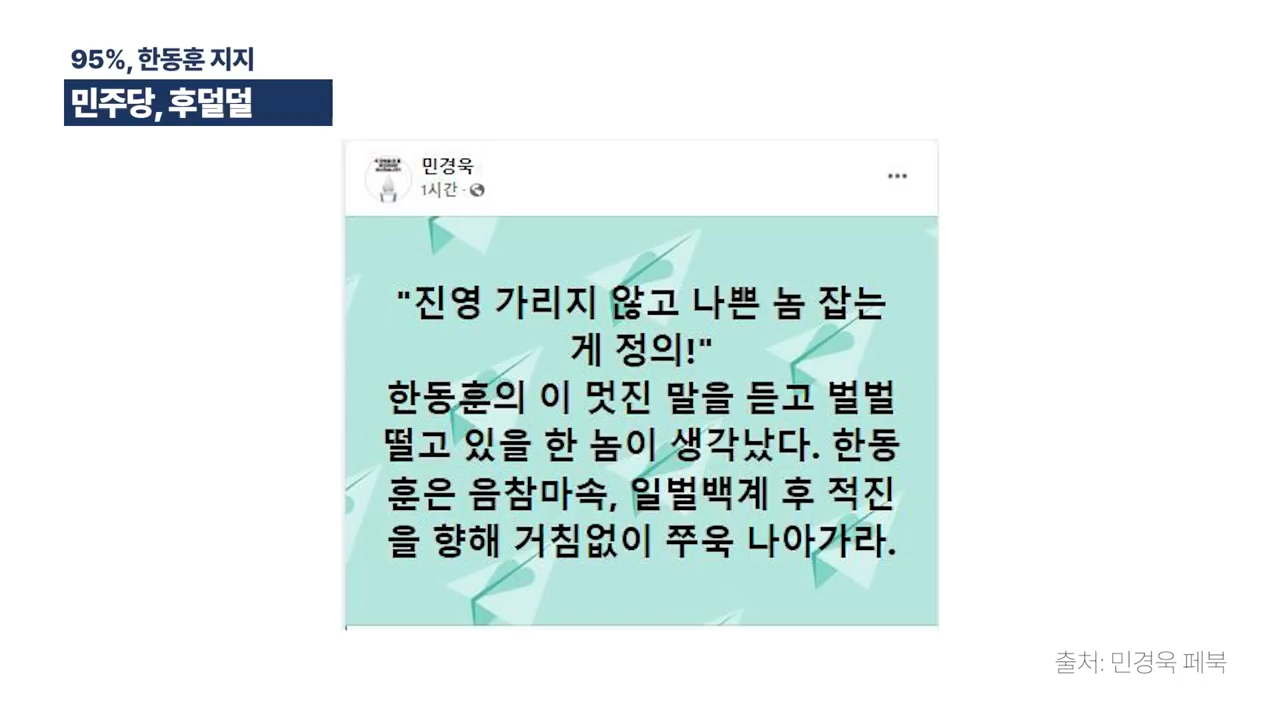 95%, 한동훈 지지
민주당, 후덜덜
민경욱
1시간 ·
"진영 가리지 않고 나쁜 놈 잡는
게 정의!"
한동훈의 이 멋진 말을 듣고 벌벌
떨고 있을 한 놈이 생각났다. 한동
훈은 음참마속, 일벌백계 후 적진
을 향해 거침없이 쭈욱 나아가라.
출처: 민경욱 페북